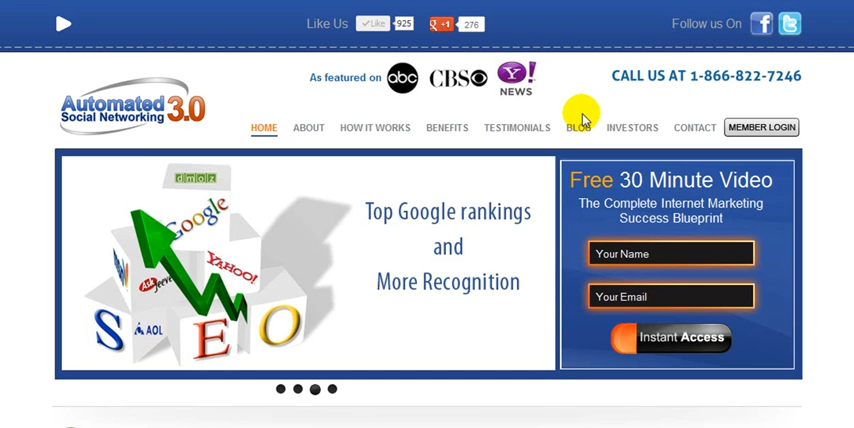 Like Us
Like
925
g +1
276
Follow us On
f
t
As featured on
abc
CBS
Y!
NEWS
CALL US AT 1-866-822-7246
Automated
Social Networking
3.0
HOME
ABOUT
HOW IT WORKS
BENEFITS
TESTIMONIALS
BLOG
INVESTORS
CONTACT
MEMBER LOGIN
dmoz
Google
YAHOO!
Ask Jeeves
AOL
S
E
O
Top Google rankings
and
More Recognition
Free 30 Minute Video
The Complete Internet Marketing
Success Blueprint
Your Name
Your Email
Instant Access